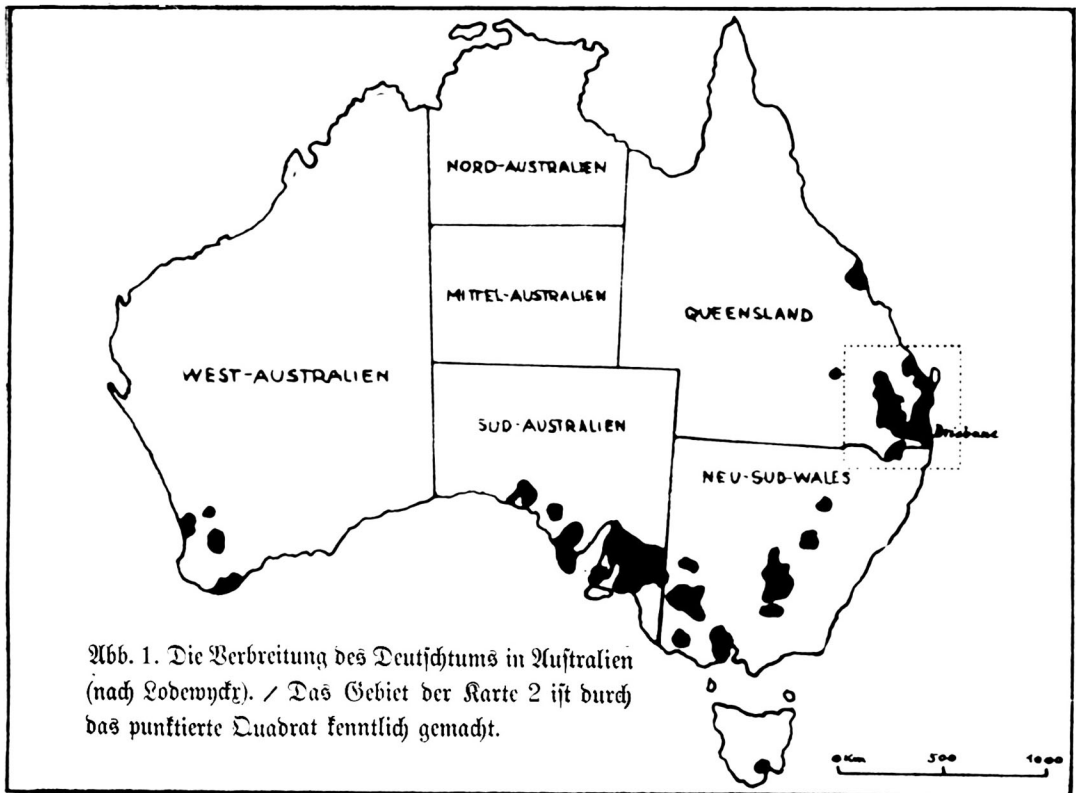 NORD-AUSTRALIEN
MITTEL-AUSTRALIEN
QUEENSLAND
WEST-AUSTRALIEN
SUD-AUSTRALIEN
Brisbane
NEU-SUD-WALES
Abb. 1. Die Verbreitung des Deutschtums in Australien
(nach Lodewyckx). / Das Gebiet der Karte 2 ist durch
das punktierte Quadrat kenntlich gemacht.
0 Km 500 1000